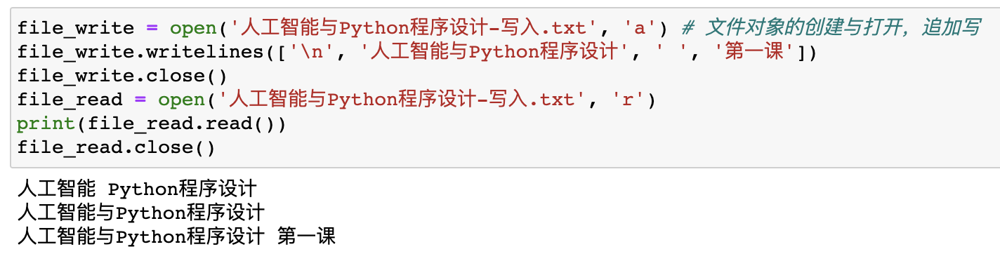 file_write = open('人工智能与Python程序设计-写入.txt', 'a') # 文件对象的创建与打开，追加写
file_write.writelines(['\n', '人工智能与Python程序设计', ' ', '第一课'])
file_write.close()
file_read = open('人工智能与Python程序设计-写入.txt', 'r')
print(file_read.read())
file_read.close()
人工智能 Python程序设计
人工智能与Python程序设计
人工智能与Python程序设计 第一课